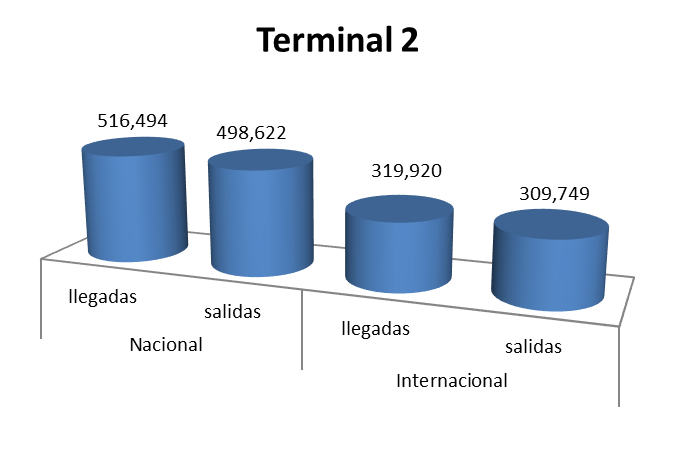 Terminal 2
516,494
498,622
319,920
309,749
llegadas
salidas
llegadas
salidas
Nacional
Internacional